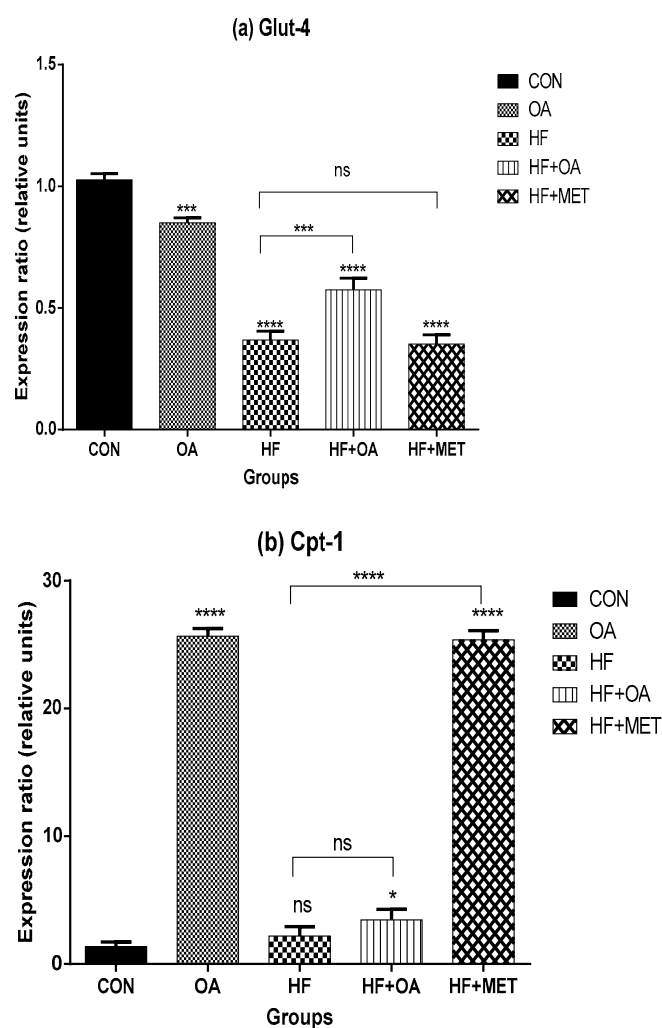 (a) Glut-4
Expression ratio (relative units)
1.5
1.0
0.5
0.0
***
****
****
****
***
ns
CON
OA
HF
HF+OA
HF+MET
Groups
CON
OA
HF
HF+OA
HF+MET
(b) Cpt-1
Expression ratio (relative units)
30
20
10
0
****
ns
*
****
ns
****
CON
OA
HF
HF+OA
HF+MET
Groups
CON
OA
HF
HF+OA
HF+MET